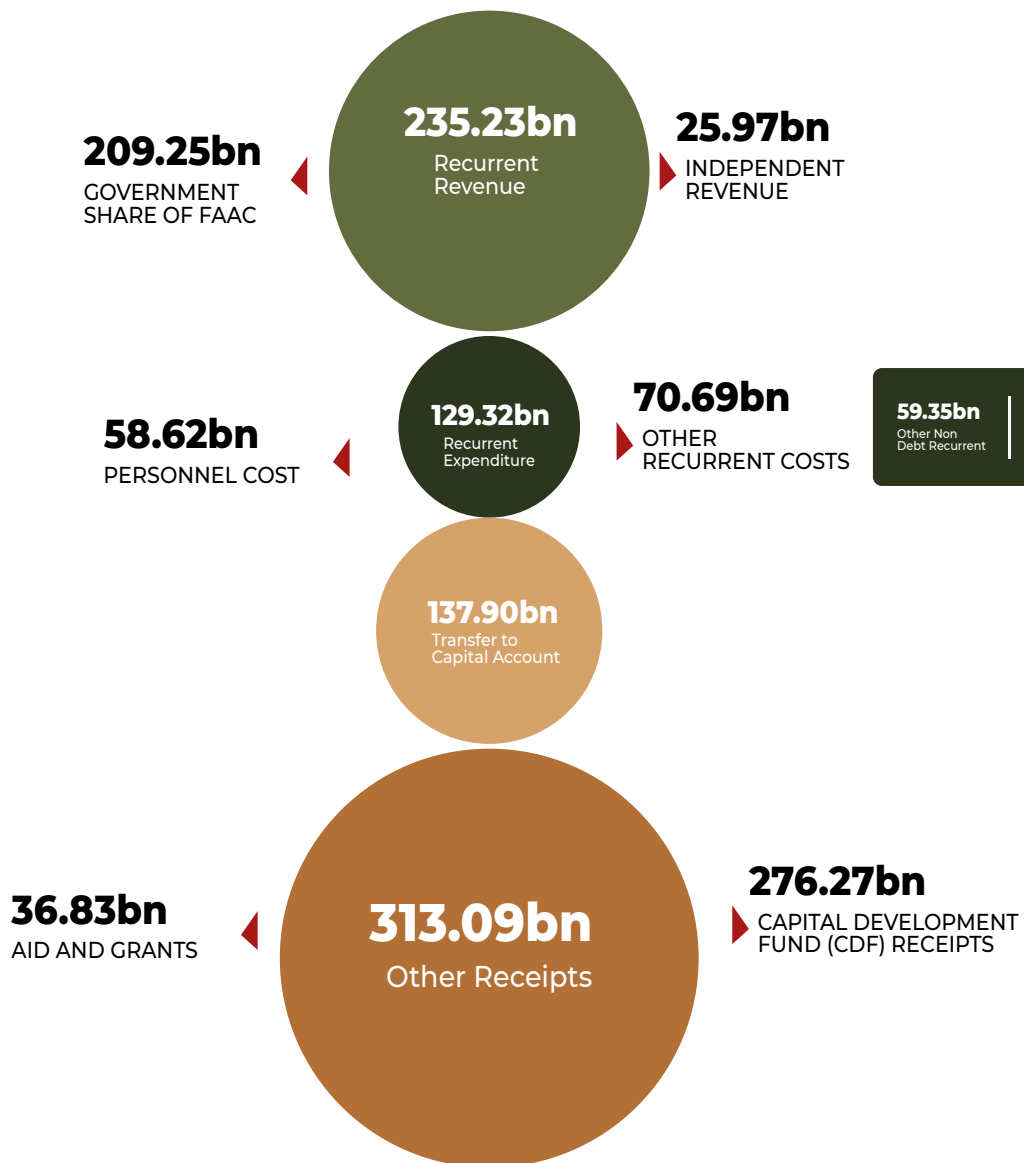 235.23bn
Recurrent
Revenue
209.25bn
GOVERNMENT
SHARE OF FAAC
25.97bn
INDEPENDENT
REVENUE
129.32bn
Recurrent
Expenditure
58.62bn
PERSONNEL COST
70.69bn
OTHER
RECURRENT COSTS
59.35bn
Other Non
Debt Recurrent
137.90bn
Transfer to
Capital Account
313.09bn
Other Receipts
36.83bn
AID AND GRANTS
276.27bn
CAPITAL DEVELOPMENT
FUND (CDF) RECEIPTS